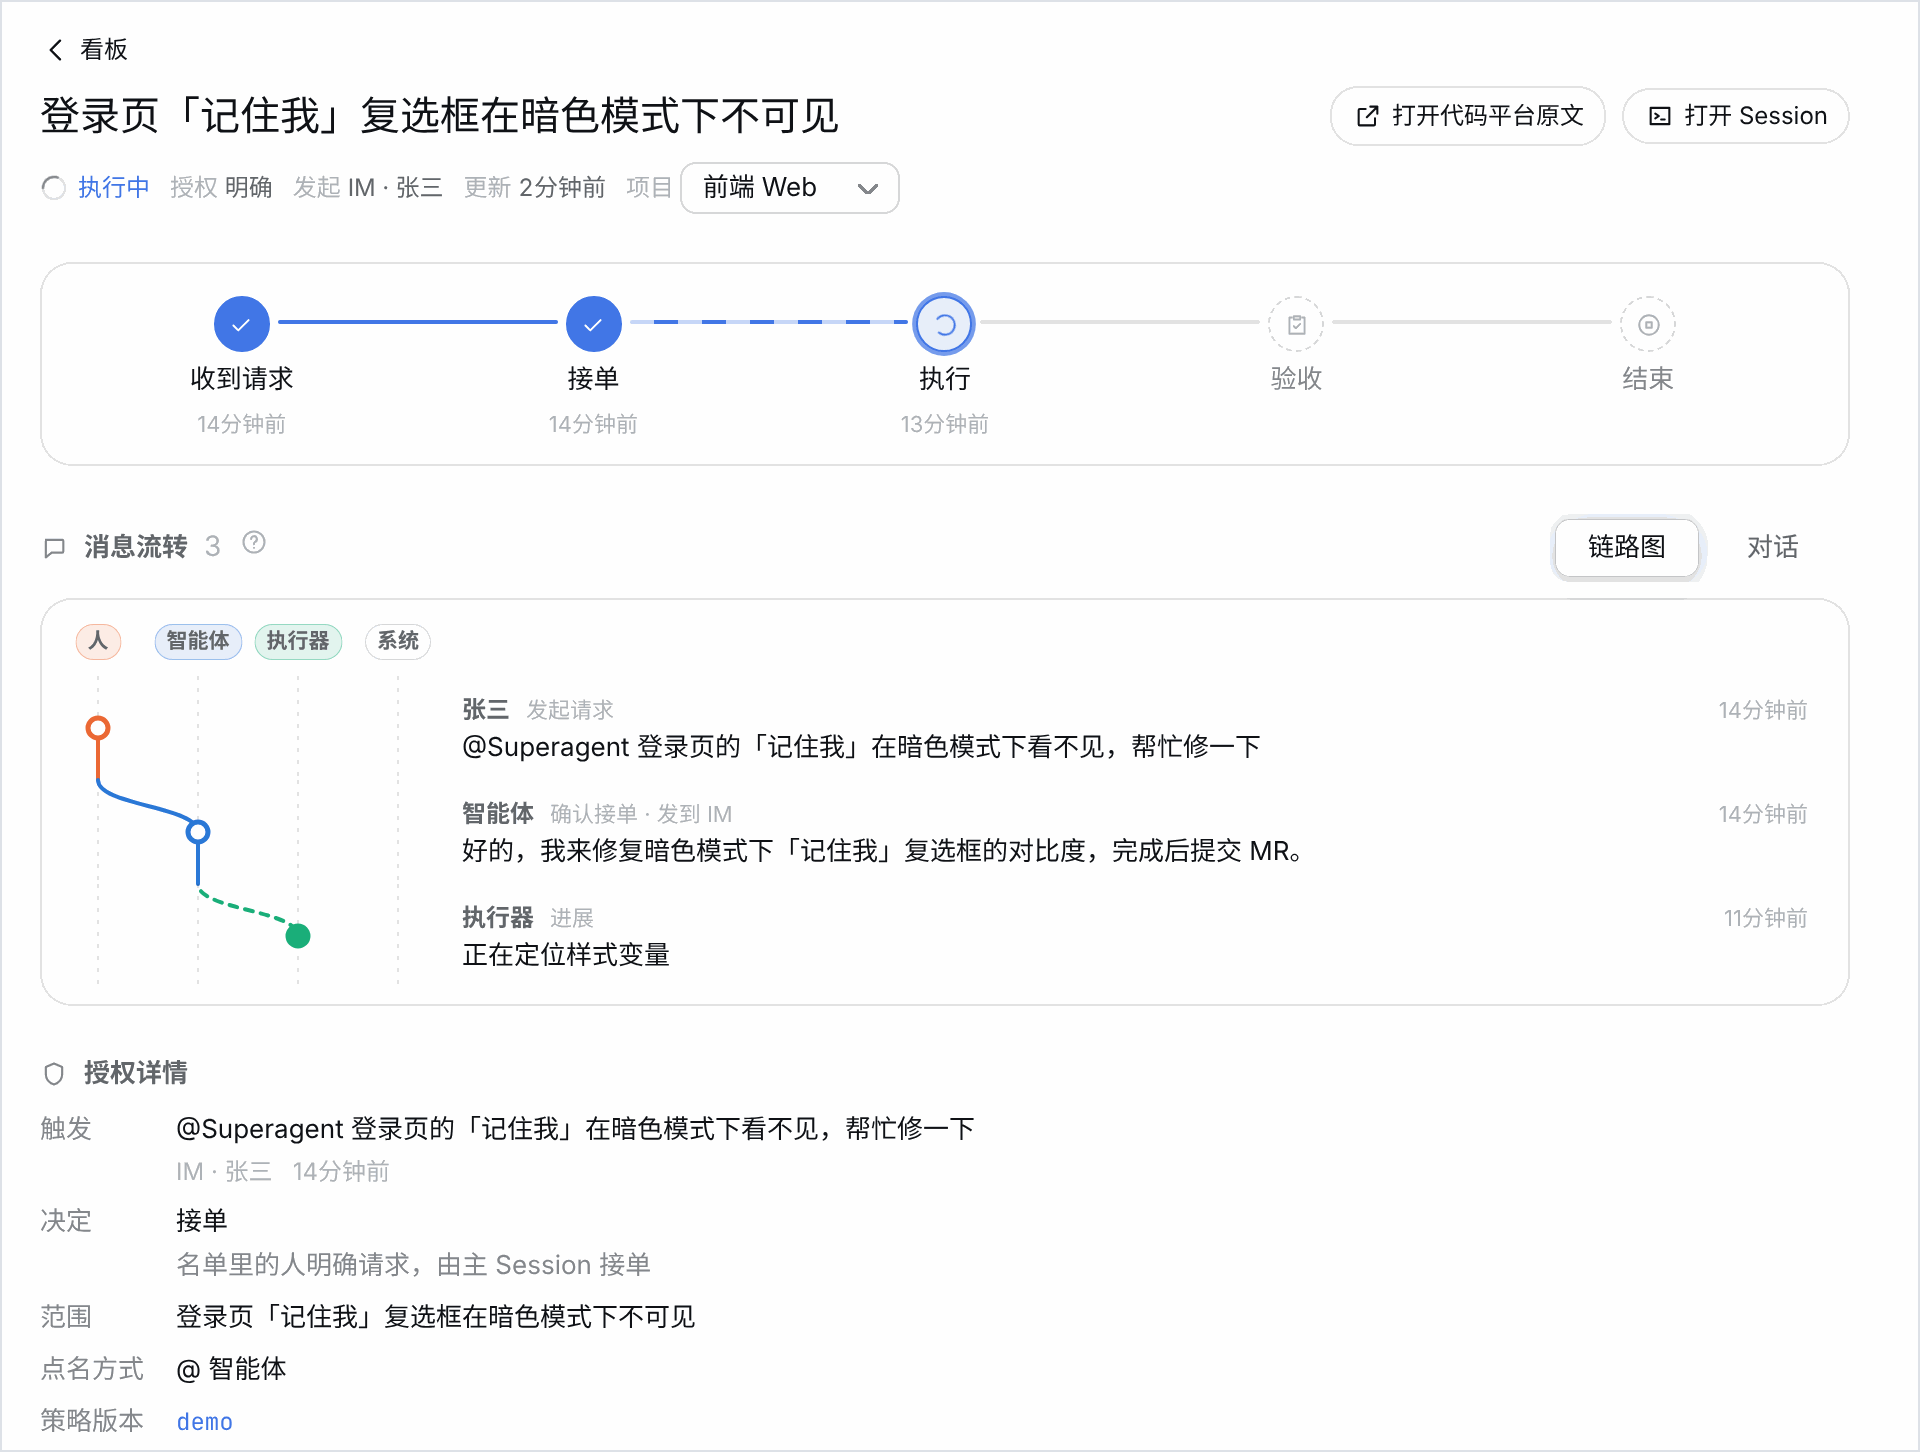 看板
登录页「记住我」复选框在暗色模式下不可见
打开代码平台原文
打开 Session
执行中 授权 明确 发起 IM · 张三 更新 2分钟前 项目 前端 Web
收到请求 接单 执行 验收 结束
14分钟前 14分钟前 13分钟前
消息流转 3
链路图 对话
人 智能体 执行器 系统
张三 发起请求 14分钟前
@Superagent 登录页的「记住我」在暗色模式下看不见，帮忙修一下
智能体 确认接单 · 发到 IM 14分钟前
好的，我来修复暗色模式下「记住我」复选框的对比度，完成后提交 MR。
执行器 进展 11分钟前
正在定位样式变量
授权详情
触发 @Superagent 登录页的「记住我」在暗色模式下看不见，帮忙修一下
IM · 张三 14分钟前
决定 接单
名单里的人明确请求，由主 Session 接单
范围 登录页「记住我」复选框在暗色模式下不可见
点名方式 @ 智能体
策略版本 demo